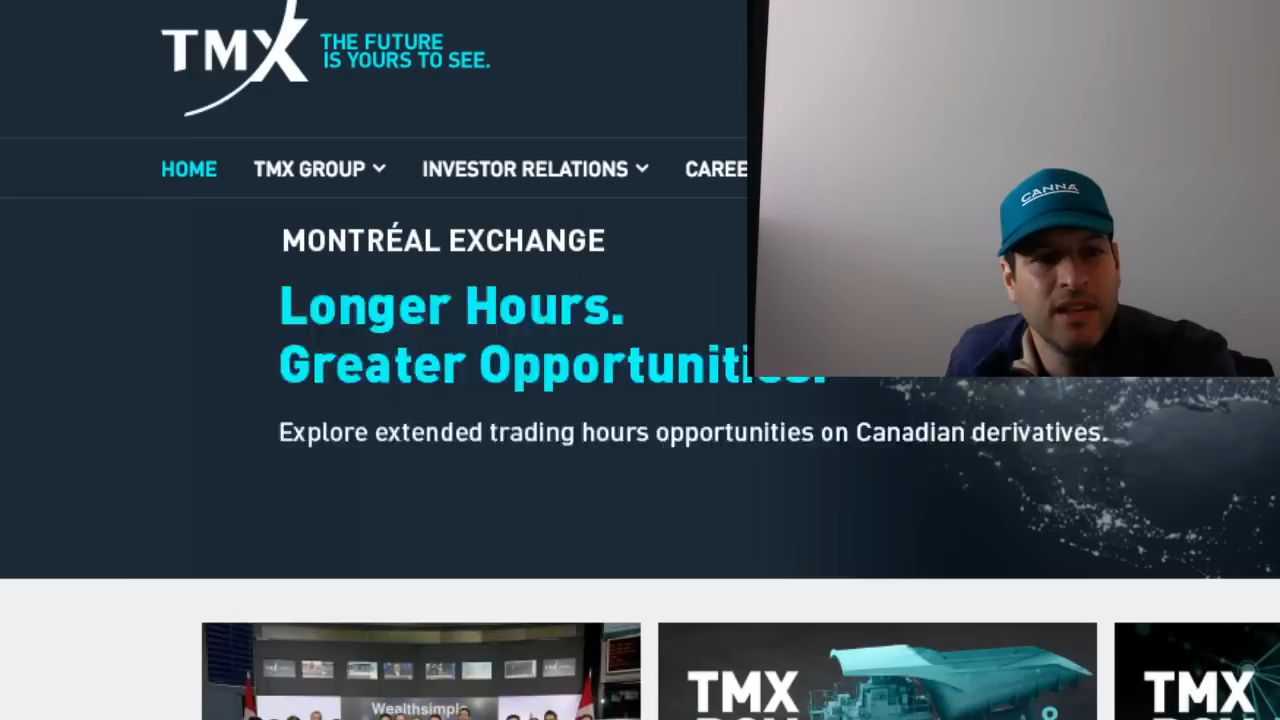 TMX
THE FUTURE
IS YOURS TO SEE.
HOME TMX GROUP INVESTOR RELATIONS CAREE
MONTRÉAL EXCHANGE
Longer Hours.
Greater Opportuniti
Explore extended trading hours opportunities on Canadian derivatives.
CANNA
Wealthsimple
TMX
TMX